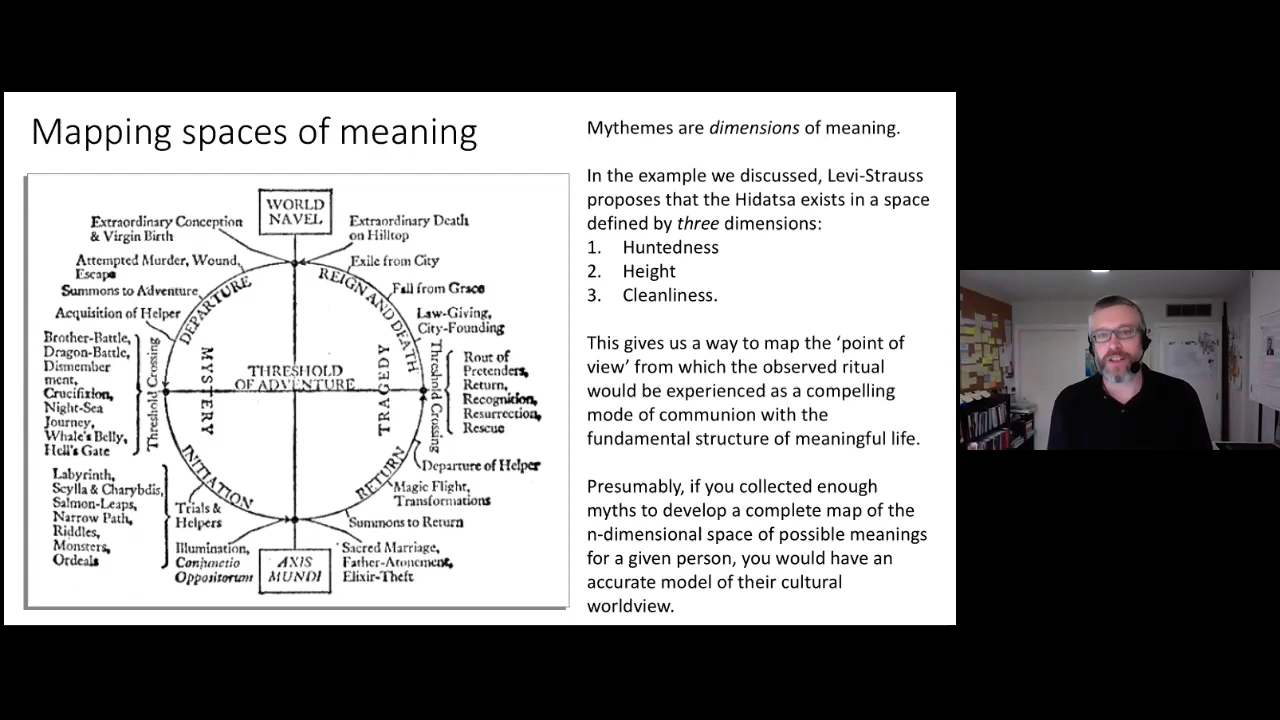 Mapping spaces of meaning
WORLD
NAVEL
Extraordinary Conception
& Virgin Birth
Extraordinary Death
on Hilltop
Attempted Murder, Wound,
Escape
Exile from City
Summons to Adventure
Fall from Grace
Acquisition of Helper
Law-Giving,
City-Founding
DEPARTURE
REIGN AND DEATH
Brother-Battle,
Dragon-Battle,
Dismember
ment,
Crucifixion,
Night-Sea
Journey,
Whale's Belly,
Hell's Gate
Threshold Crossing
MYSTERY
THRESHOLD
OF ADVENTURE
TRAGEDY
Threshold Crossing
Rout of
Pretenders,
Return,
Recognition,
Resurrection,
Rescue
Labyrinth,
Scylla & Charybdis,
Salmon-Leaps,
Narrow Path,
Riddles,
Monsters,
Ordeals
INITIATION
RETURN
Departure of Helper
Magic Flight,
Transformations
Trials &
Helpers
Summons to Return
Illumination,
Conjunctio
Oppositorum
AXIS
MUNDI
Sacred Marriage,
Father-Atonement,
Elixir-Theft
Mythemes are dimensions of meaning.
In the example we discussed, Levi-Strauss
proposes that the Hidatsa exists in a space
defined by three dimensions:
1. Huntedness
2. Height
3. Cleanliness.
This gives us a way to map the ‘point of
view’ from which the observed ritual
would be experienced as a compelling
mode of communion with the
fundamental structure of meaningful life.
Presumably, if you collected enough
myths to develop a complete map of the
n-dimensional space of possible meanings
for a given person, you would have an
accurate model of their cultural
worldview.